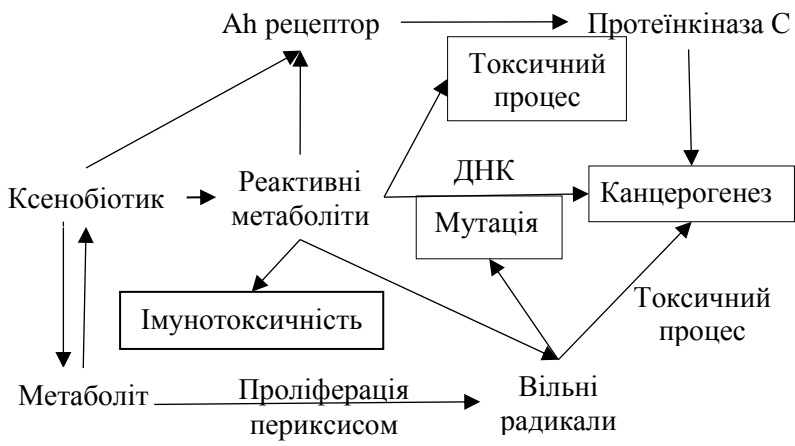 Ah рецептор
Протеїнкіназа С
Токсичний
процес
Ксенобіотик
Реактивні
метаболіти
ДНК
Мутація
Канцерогенез
Імунотоксичність
Токсичний
процес
Метаболіт
Проліферація
периксисом
Вільні
радикали